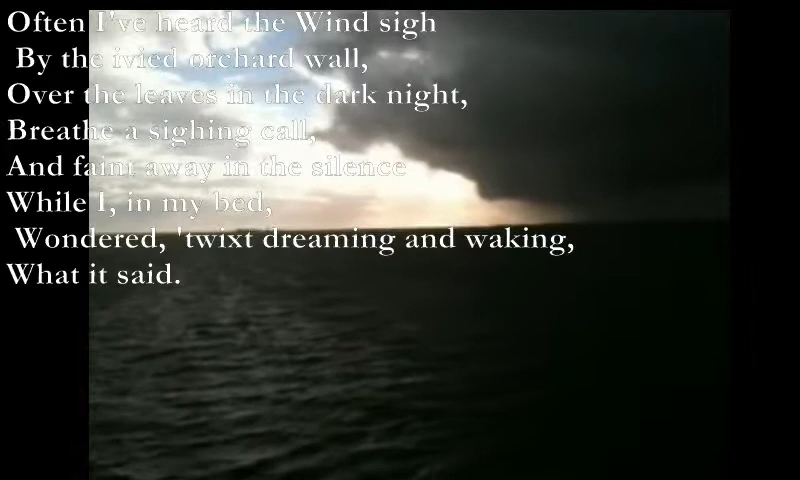 Often I've heard the Wind sigh
By the ivied orchard wall,
Over the leaves in the dark night,
Breathe a sighing call,
And faint away in the silence
While I, in my bed,
Wondered, 'twixt dreaming and waking,
What it said.